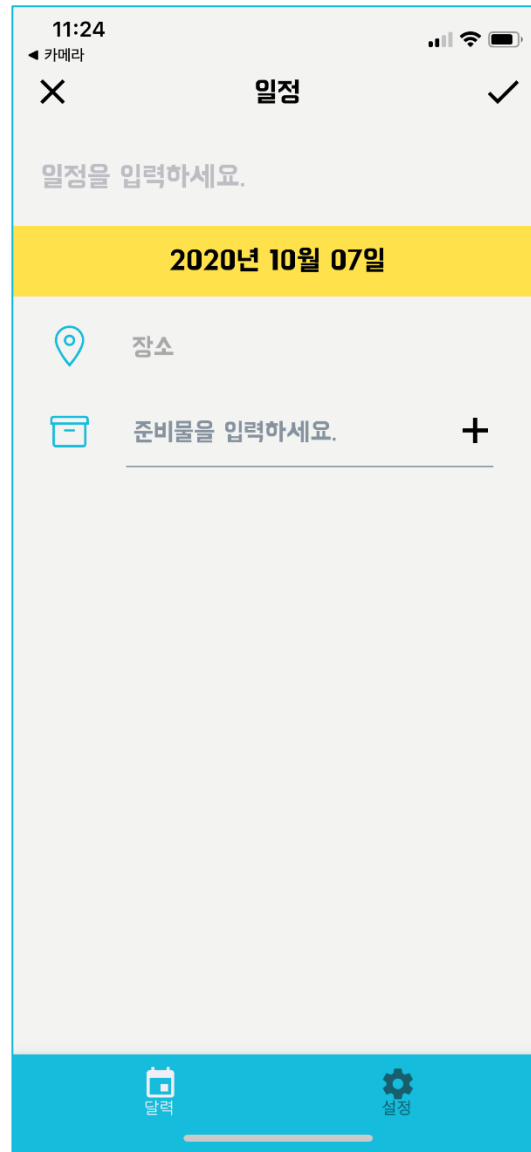 11:24
◀ 카메라
일정
일정을 입력하세요.
2020년 10월 07일
장소
준비물을 입력하세요.
달력
설정